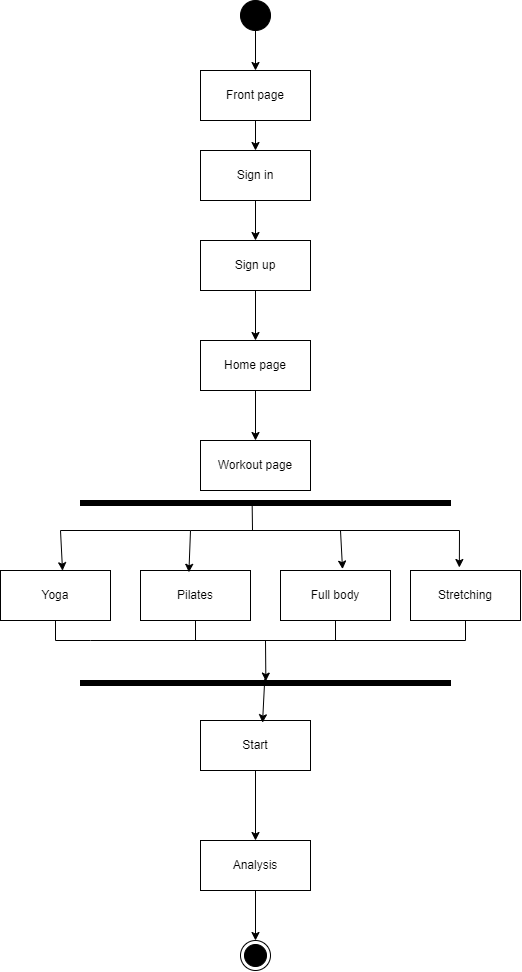 Front page
Sign in
Sign up
Home page
Workout page
Yoga
Pilates
Full body
Stretching
Start
Analysis